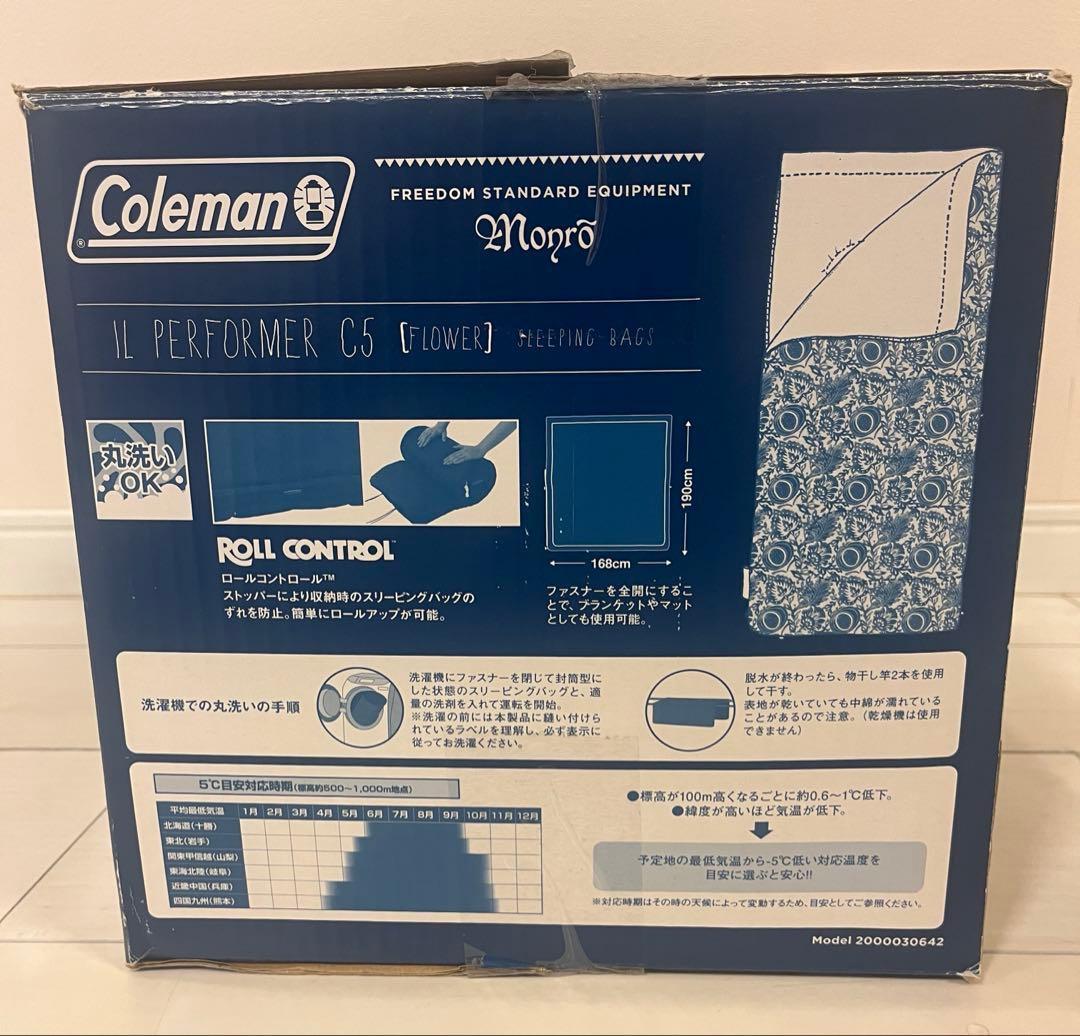 Coleman
®
FREEDOM STANDARD EQUIPMENT
Monrō
IL PERFORMER C5 [FLOWER] SLEEPING BAGS
丸洗い
OK
ROLL CONTROL
ロールコントロール™
ストッパーにより収納時のスリーピングバッグの
ずれを防止。簡単にロールアップが可能。
190cm
168cm
ファスナーを全開にするこ
とで、ブランケットやマット
としても使用可能。
洗濯機での丸洗いの手順
洗濯機にファスナーを閉じて封筒型に
した状態のスリーピングバッグと、適
量の洗剤を入れて運転を開始。
※洗濯の前には本製品に縫い付けら
れているラベルを理解し、必ず表示に
従ってお洗濯ください。
脱水が終わったら、物干し竿2本を使用
して干す。
表地が乾いていても中綿が濡れている
ことがあるので注意。(乾燥機は使用
できません)
5℃目安対応時期(標高約500〜1,000m地点)
平均最低気温 1月 2月 3月 4月 5月 6月 7月 8月 9月 10月 11月 12月
北海道(十勝)
東北(岩手)
関東甲信越(山梨)
東海北陸(岐阜)
近畿中国(兵庫)
四国九州(熊本)
●標高が100m高くなるごとに約0.6〜1℃低下。
●緯度が高いほど気温が低下。
予定地の最低気温から-5℃低い対応温度を
目安に選ぶと安心!!
※対応時期はその時の天候によって変動するため、目安としてご参照ください。
Model 2000030642